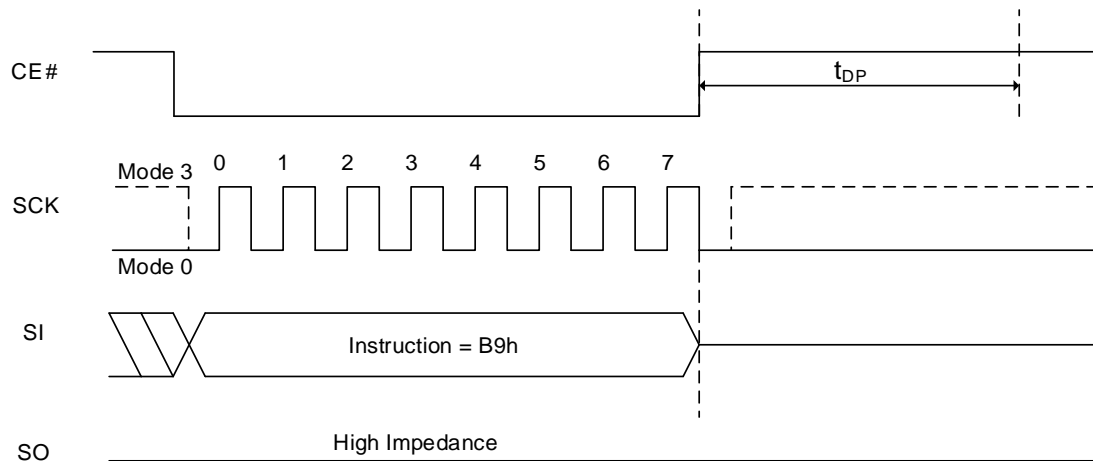 CE#
tDP
Mode 3
0 1 2 3 4 5 6 7
SCK
Mode 0
SI
Instruction = B9h
High Impedance
SO